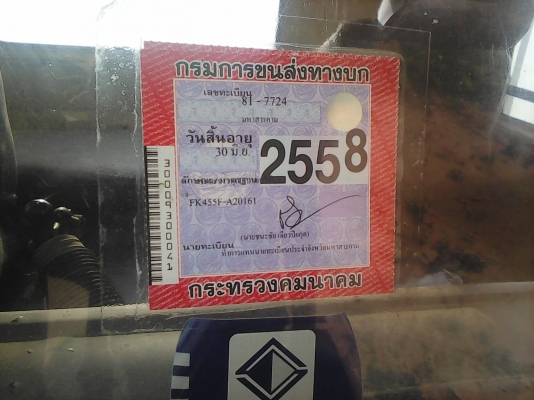 กรมการขนส่งทางบก
เลขทะเบียน
81 - 7724
มหาสารคาม
วันสิ้นอายุ
30 มิ.ย. 2558
FK455F-A20161
นายทะเบียน
กระทรวงคมนาคม